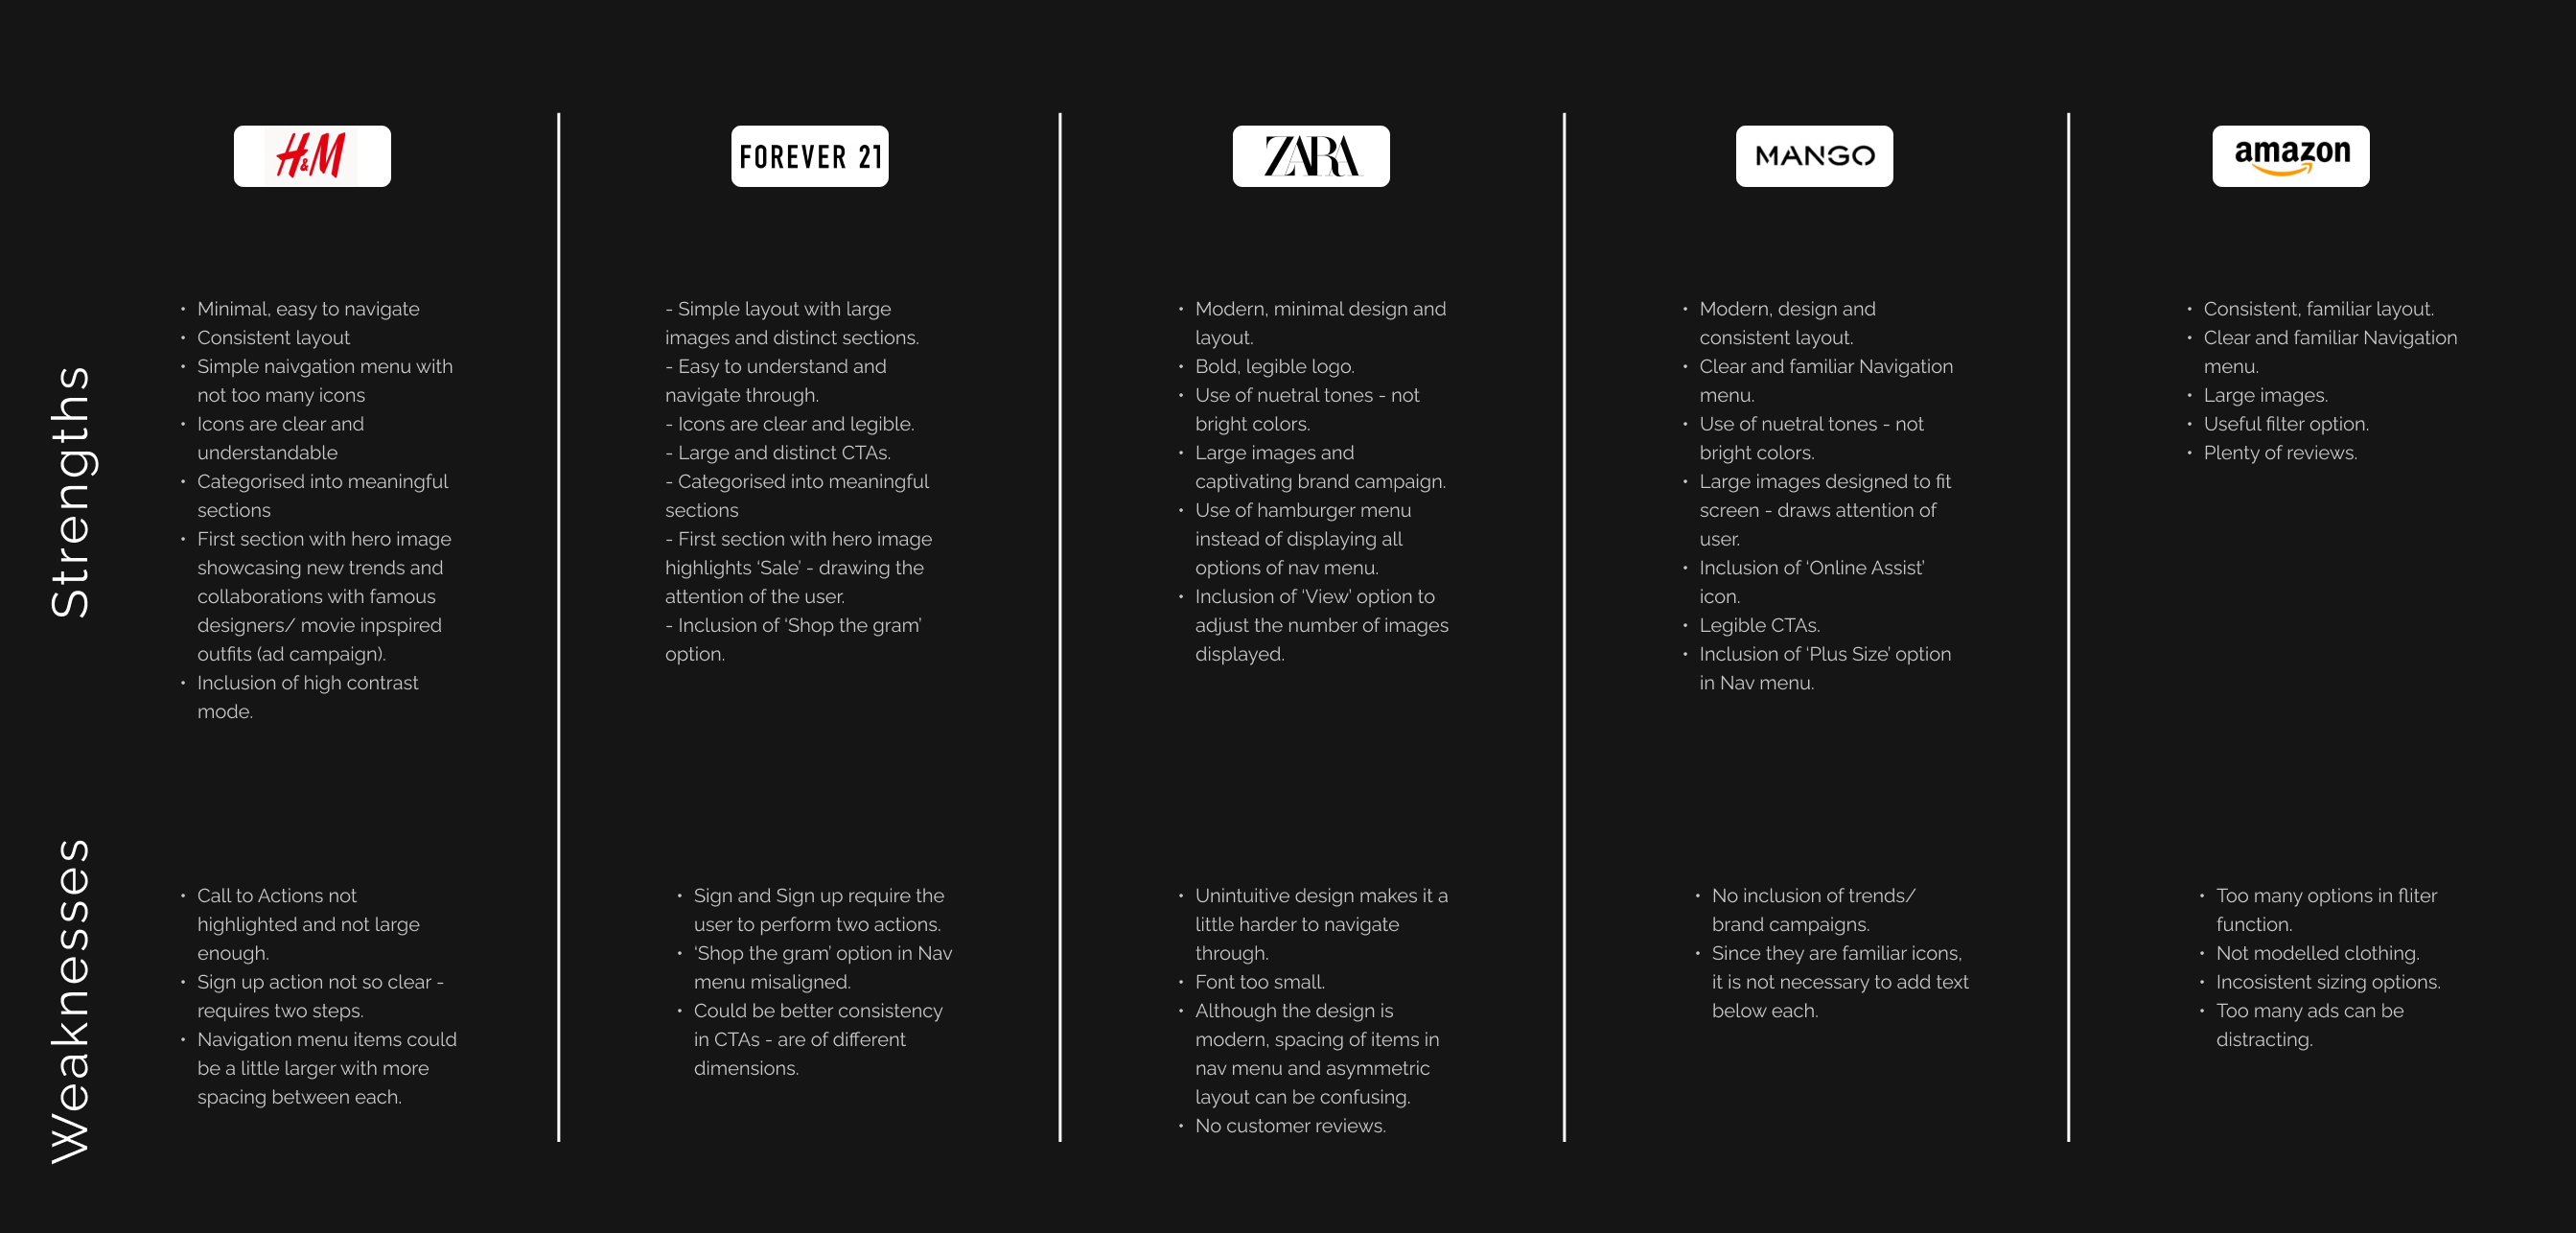 H&M
FOREVER 21
ZARA
MANGO
amazon
Strengths
• Minimal, easy to navigate
• Consistent layout
• Simple naivgation menu with
not too many icons
• Icons are clear and
understandable
• Categorised into meaningful
sections
• First section with hero image
showcasing new trends and
collaborations with famous
designers/ movie inpspired
outfits (ad campaign).
• Inclusion of high contrast
mode.
- Simple layout with large
images and distinct sections.
- Easy to understand and
navigate through.
- Icons are clear and legible.
- Large and distinct CTAs.
- Categorised into meaningful
sections
- First section with hero image
highlights ‘Sale’ - drawing the
attention of the user.
- Inclusion of ‘Shop the gram’
option.
• Modern, minimal design and
layout.
• Bold, legible logo.
• Use of nuetral tones - not
bright colors.
• Large images and
captivating brand campaign.
• Use of hamburger menu
instead of displaying all
options of nav menu.
• Inclusion of ‘View’ option to
adjust the number of images
displayed.
• Modern, design and
consistent layout.
• Clear and familiar Navigation
menu.
• Use of nuetral tones - not
bright colors.
• Large images designed to fit
screen - draws attention of
user.
• Inclusion of ‘Online Assist’
icon.
• Legible CTAs.
• Inclusion of ‘Plus Size’ option
in Nav menu.
• Consistent, familiar layout.
• Clear and familiar Navigation
menu.
• Large images.
• Useful filter option.
• Plenty of reviews.
Weaknesses
• Call to Actions not
highlighted and not large
enough.
• Sign up action not so clear -
requires two steps.
• Navigation menu items could
be a little larger with more
spacing between each.
• Sign and Sign up require the
user to perform two actions.
• ‘Shop the gram’ option in Nav
menu misaligned.
• Could be better consistency
in CTAs - are of different
dimensions.
• Unintuitive design makes it a
little harder to navigate
through.
• Font too small.
• Although the design is
modern, spacing of items in
nav menu and asymmetric
layout can be confusing.
• No customer reviews.
• No inclusion of trends/
brand campaigns.
• Since they are familiar icons,
it is not necessary to add text
below each.
• Too many options in fliter
function.
• Not modelled clothing.
• Incosistent sizing options.
• Too many ads can be
distracting.